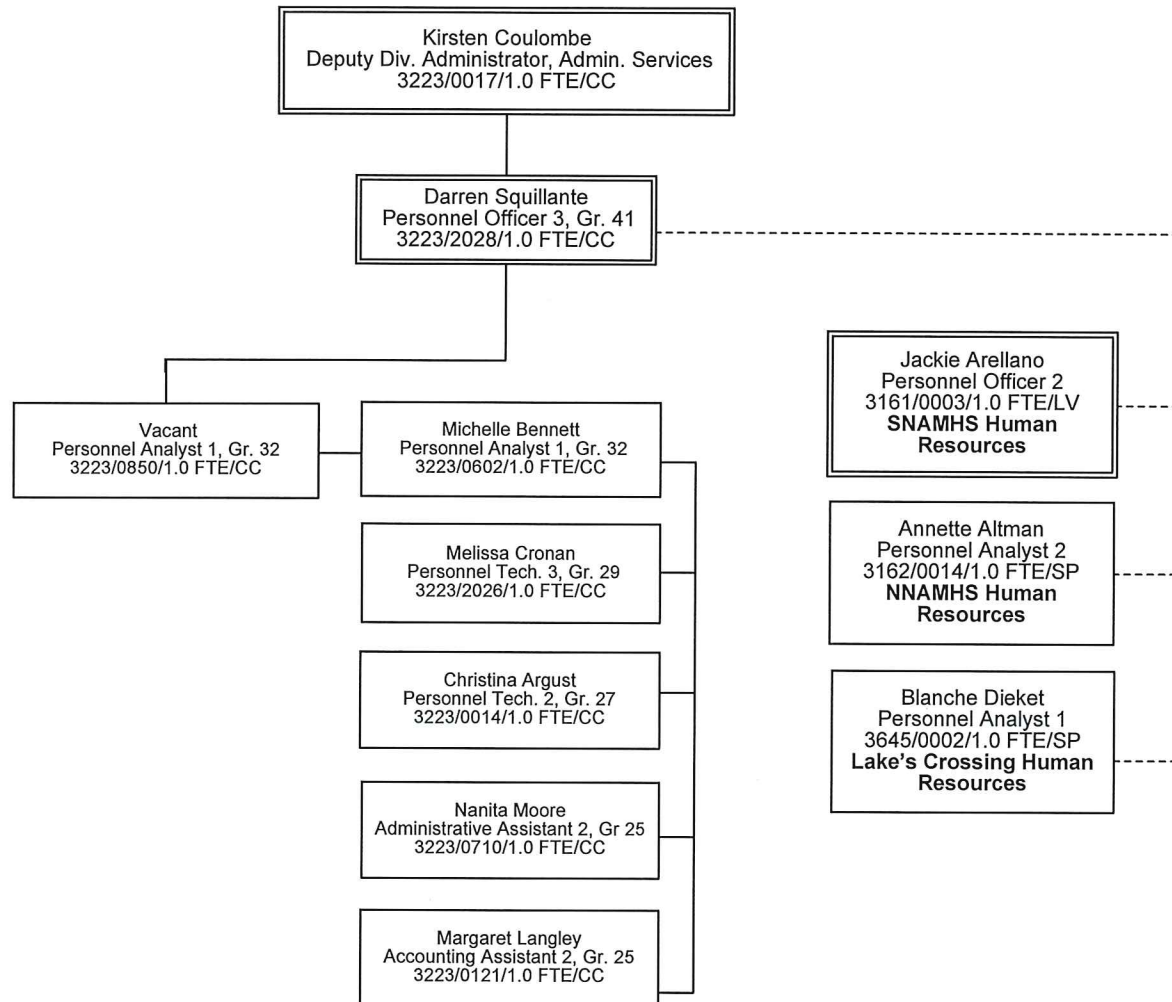 Kirsten Coulombe
Deputy Div. Administrator, Admin. Services
3223/0017/1.0 FTE/CC
Darren Squillante
Personnel Officer 3, Gr. 41
3223/2028/1.0 FTE/CC
Vacant
Personnel Analyst 1, Gr. 32
3223/0850/1.0 FTE/CC
Michelle Bennett
Personnel Analyst 1, Gr. 32
3223/0602/1.0 FTE/CC
Melissa Cronan
Personnel Tech. 3, Gr. 29
3223/2026/1.0 FTE/CC
Christina Argust
Personnel Tech. 2, Gr. 27
3223/0014/1.0 FTE/CC
Nanita Moore
Administrative Assistant 2, Gr 25
3223/0710/1.0 FTE/CC
Margaret Langley
Accounting Assistant 2, Gr. 25
3223/0121/1.0 FTE/CC
Jackie Arellano
Personnel Officer 2
3161/0003/1.0 FTE/LV
SNAMHS Human
Resources
Annette Altman
Personnel Analyst 2
3162/0014/1.0 FTE/SP
NNAMHS Human
Resources
Blanche Dieket
Personnel Analyst 1
3645/0002/1.0 FTE/SP
Lake's Crossing Human
Resources